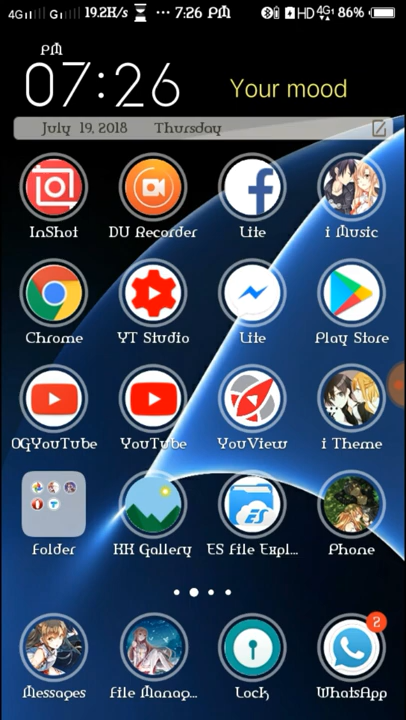 4G G 19.2K/s ··· 7:26 PM HD 4G1 86%
PM
07:26
Your mood
July 19, 2018 Thursday
InShot DU Recorder Lite i Music
Chrome YT Studio Lite Play Store
OGYouTube YouTube YouView i Theme
Folder KK Gallery ES File Expl... Phone
2
Messages File Manag... Lock WhatsApp